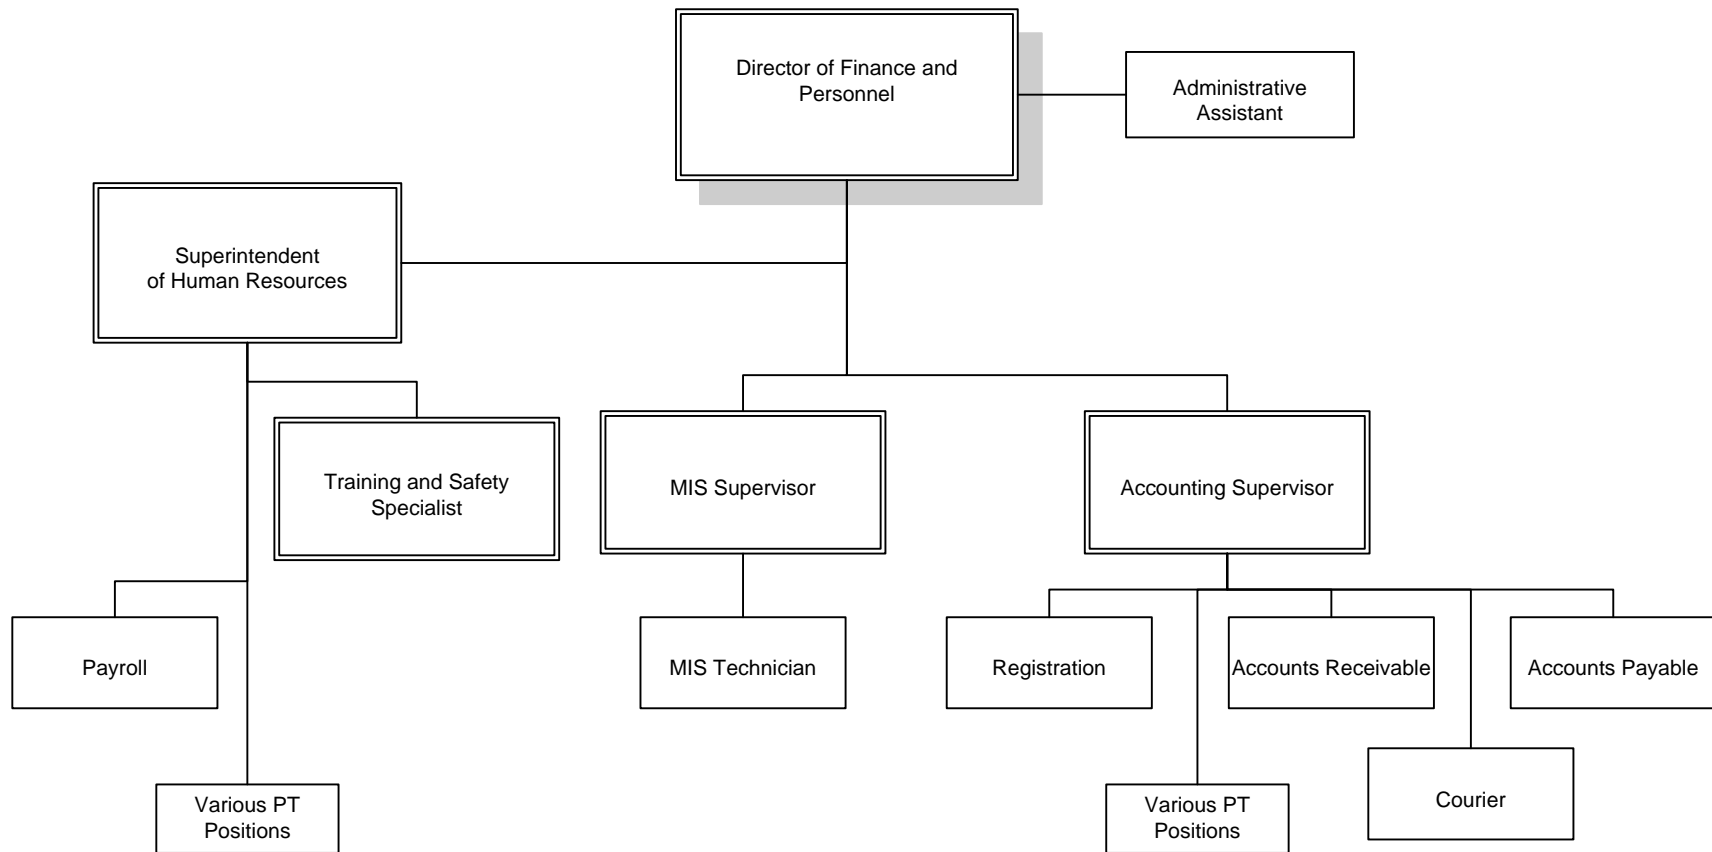 Director of Finance and
Personnel
Administrative
Assistant
Superintendent
of Human Resources
Training and Safety
Specialist
MIS Supervisor
Accounting Supervisor
Payroll
MIS Technician
Registration
Accounts Receivable
Accounts Payable
Various PT
Positions
Various PT
Positions
Courier